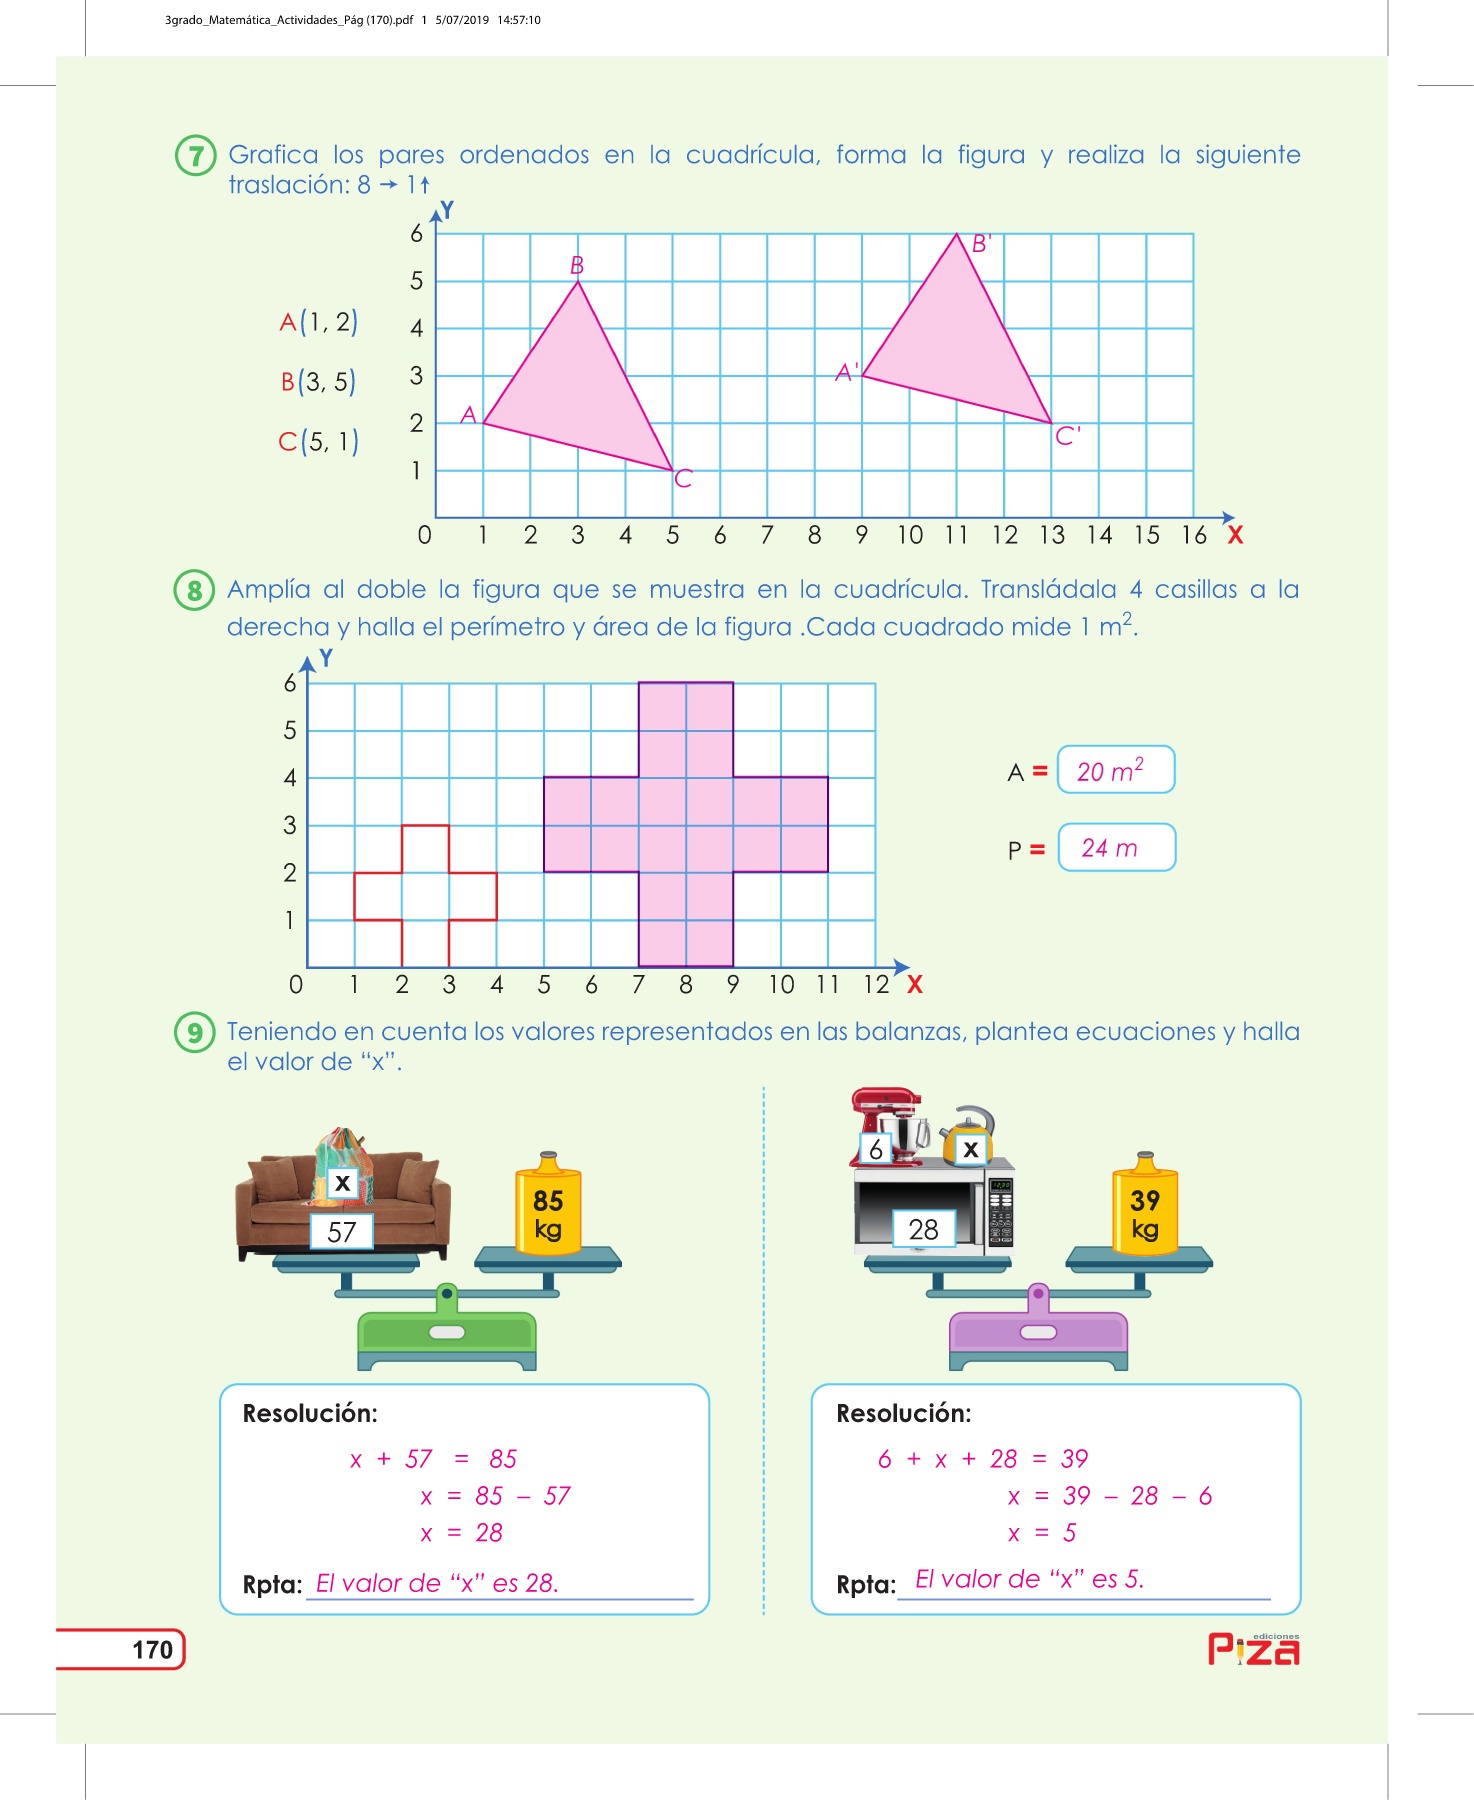 3grado_Matemática_Actividades_Pág (170).pdf 1 5/07/2019 14:57:10
7 Grafica los pares ordenados en la cuadrícula, forma la figura y realiza la siguiente
traslación: 8 → 1↑
Y
6
5
4
3
2
1
A(1, 2)
B(3, 5)
C(5, 1)
A
B
C
A'
B'
C'
0 1 2 3 4 5 6 7 8 9 10 11 12 13 14 15 16 X
8 Amplía al doble la figura que se muestra en la cuadrícula. Transládala 4 casillas a la
derecha y halla el perímetro y área de la figura .Cada cuadrado mide 1 m².
Y
6
5
4
3
2
1
0 1 2 3 4 5 6 7 8 9 10 11 12 X
A = 20 m²
P = 24 m
9 Teniendo en cuenta los valores representados en las balanzas, plantea ecuaciones y halla
el valor de “x”.
x
57
85
kg
6
x
28
39
kg
12:30
Resolución:
x + 57 = 85
x = 85 – 57
x = 28
Rpta: El valor de “x” es 28.
Resolución:
6 + x + 28 = 39
x = 39 – 28 – 6
x = 5
Rpta: El valor de “x” es 5.
170
ediciones
Piza